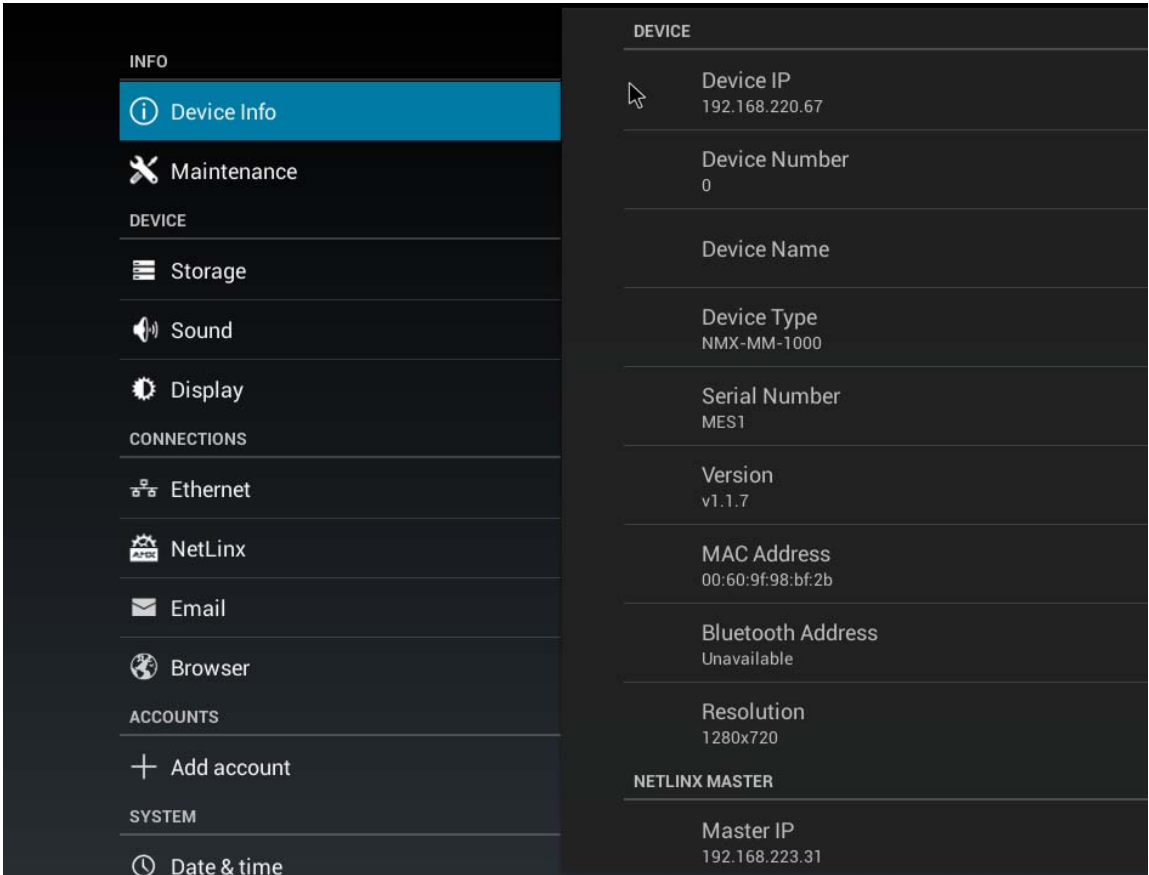 INFO
Device Info
Maintenance
DEVICE
Storage
Sound
Display
CONNECTIONS
Ethernet
AMX
NetLinx
Email
Browser
ACCOUNTS
Add account
SYSTEM
Date & time
DEVICE
Device IP
192.168.220.67
Device Number
0
Device Name
Device Type
NMX-MM-1000
Serial Number
MES1
Version
v1.1.7
MAC Address
00:60:9f:98:bf:2b
Bluetooth Address
Unavailable
Resolution
1280x720
NETLINX MASTER
Master IP
192.168.223.31